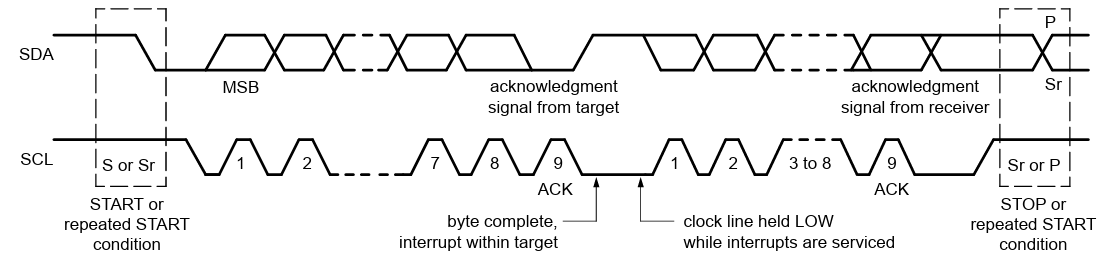 P
SDA
MSB
acknowledgment
signal from target
acknowledgment
signal from receiver
Sr
SCL
S or Sr
1
2
7
8
9
1
2
3 to 8
9
Sr or P
ACK
ACK
START or
repeated START
condition
byte complete,
interrupt within target
clock line held LOW
while interrupts are serviced
STOP or
repeated START
condition